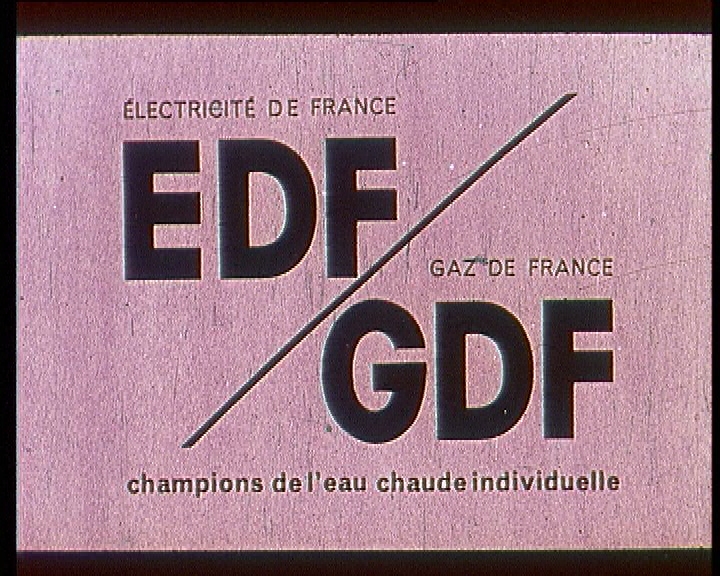 ÉLECTRICITÉ DE FRANCE
EDF
GAZ DE FRANCE
GDF
champions de l'eau chaude individuelle